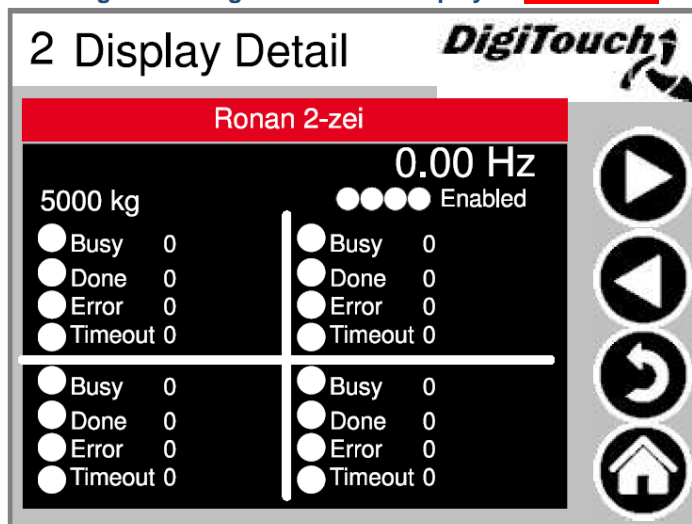 2 Display Detail
DigiTouch
Ronan 2-zei
0.00 Hz
5000 kg
Enabled
Busy 0
Done 0
Error 0
Timeout 0
Busy 0
Done 0
Error 0
Timeout 0
Busy 0
Done 0
Error 0
Timeout 0
Busy 0
Done 0
Error 0
Timeout 0